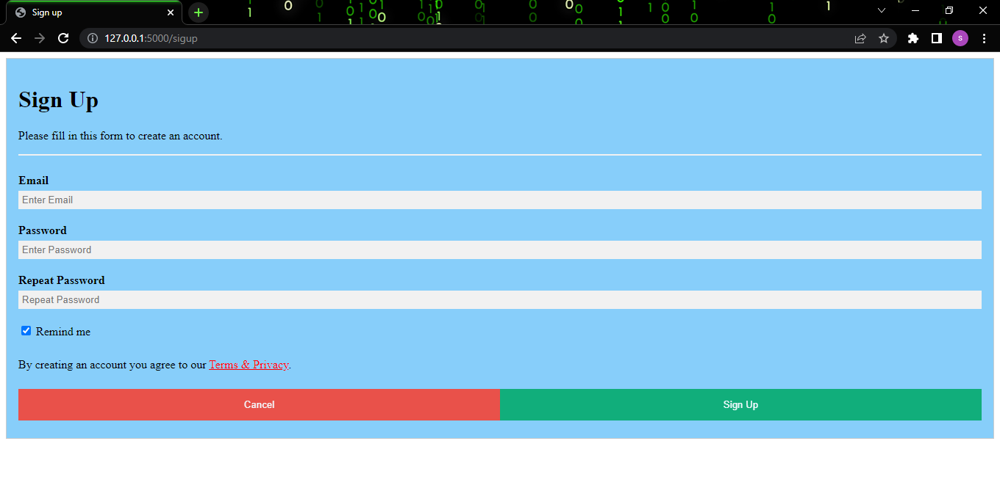 Sign up
127.0.0.1:5000/sigup
S
Sign Up
Please fill in this form to create an account.
Email
Enter Email
Password
Enter Password
Repeat Password
Repeat Password
Remind me
By creating an account you agree to our Terms & Privacy.
Cancel
Sign Up